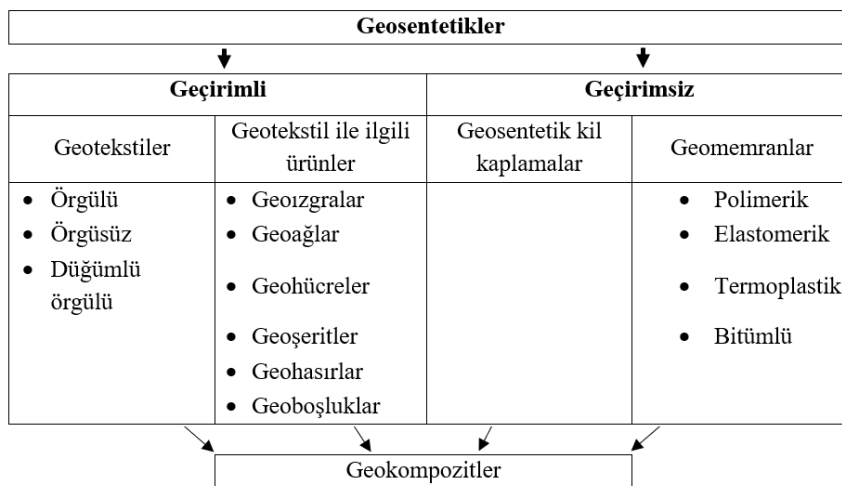 Geosentetikler
Geçirimli
Geçirimsiz
Geotekstiler
Geotekstil ile ilgili
ürünler
Geosentetik kil
kaplamalar
Geomemranlar
• Örgülü
• Örgüsüz
• Düğümlü
örgülü
• Geoızgralar
• Geoağlar
• Geohücreler
• Geoşeritler
• Geohasırlar
• Geoboşluklar
• Polimerik
• Elastomerik
• Termoplastik
• Bitümlü
Geokompozitler